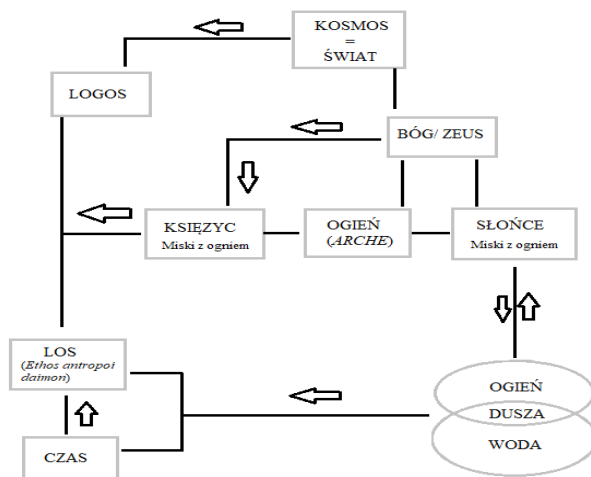 KOSMOS
=
ŚWIAT
LOGOS
BÓG/ ZEUS
KSIĘŻYC
Miski z ogniem
OGIEŃ
(ARCHE)
SŁOŃCE
Miski z ogniem
LOS
(Ethos antropoi
daimon)
CZAS
OGIEŃ
DUSZA
WODA